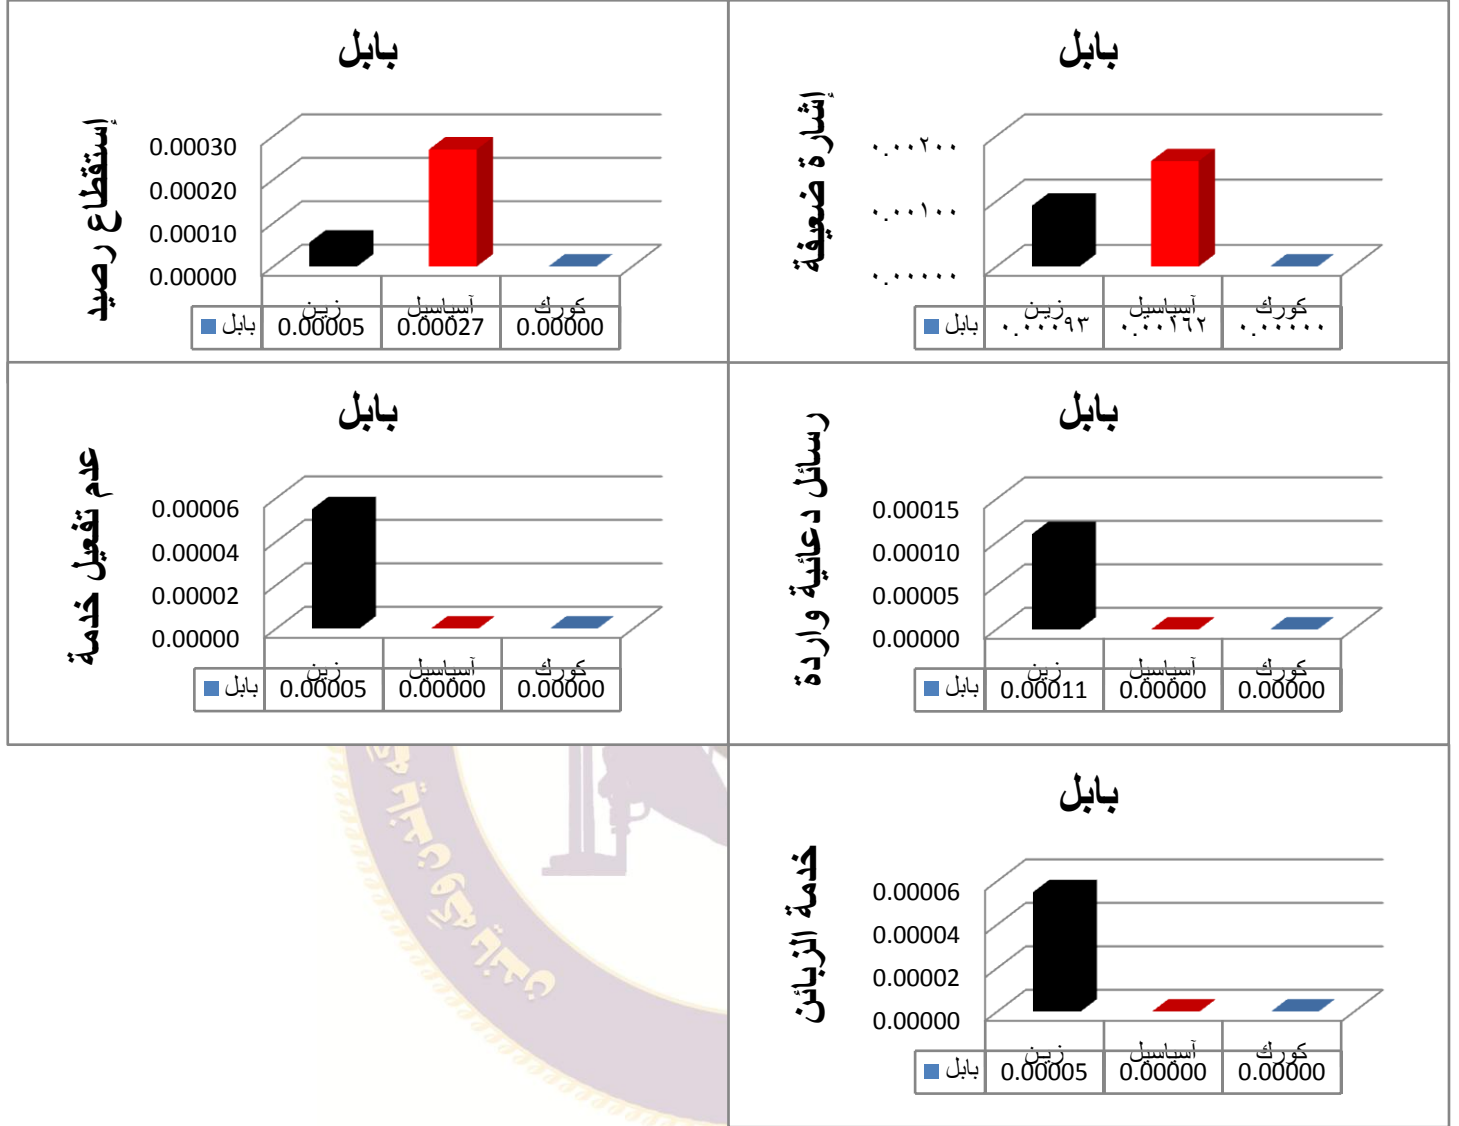 بابل
إشارة ضعيفة
٠.٠٠٢٠٠
٠.٠٠١٠٠
٠.٠٠٠٠٠
زين آسياسيل كورك
بابل ٠.٠٠٠٩٣ ٠.٠٠١٦٢ ٠.٠٠٠٠٠
بابل
إستقطاع رصيد
0.00030
0.00020
0.00010
0.00000
زين آسياسيل كورك
بابل 0.00005 0.00027 0.00000
بابل
رسائل دعائية واردة
0.00015
0.00010
0.00005
0.00000
زين آسياسيل كورك
بابل 0.00011 0.00000 0.00000
بابل
عدم تفعيل خدمة
0.00006
0.00004
0.00002
0.00000
زين آسياسيل كورك
بابل 0.00005 0.00000 0.00000
بابل
خدمة الزبائن
0.00006
0.00004
0.00002
0.00000
زين آسياسيل كورك
بابل 0.00005 0.00000 0.00000